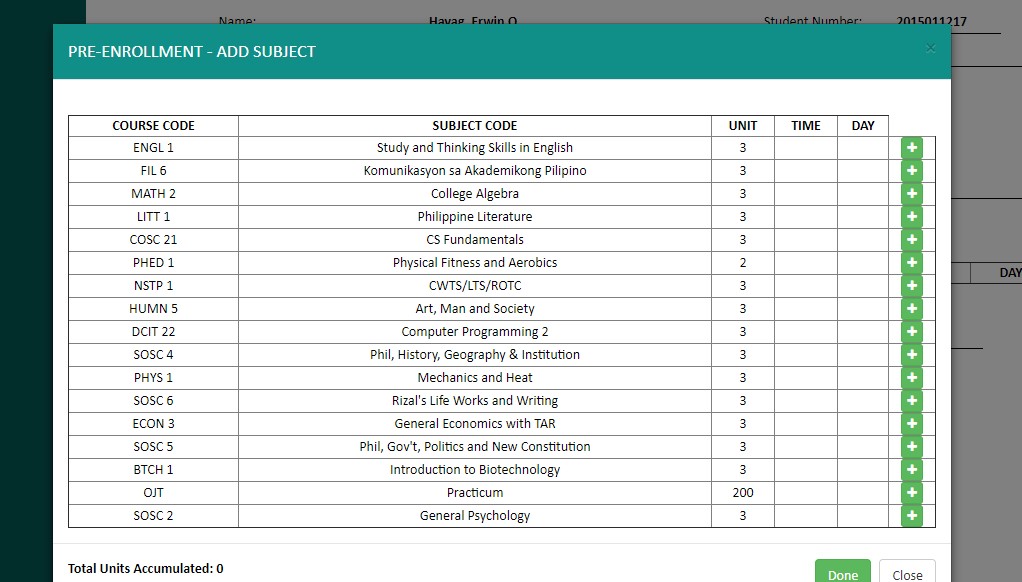 Name: Havag, Erwin O. Student Number: 2015011217
PRE-ENROLLMENT - ADD SUBJECT ×
COURSE CODE SUBJECT CODE UNIT TIME DAY
ENGL 1 Study and Thinking Skills in English 3 +
FIL 6 Komunikasyon sa Akademikong Pilipino 3 +
MATH 2 College Algebra 3 +
LITT 1 Philippine Literature 3 +
COSC 21 CS Fundamentals 3 +
PHED 1 Physical Fitness and Aerobics 2 +
NSTP 1 CWTS/LTS/ROTC 3 +
DAY
HUMN 5 Art, Man and Society 3 +
DCIT 22 Computer Programming 2 3 +
SOSC 4 Phil, History, Geography & Institution 3 +
PHYS 1 Mechanics and Heat 3 +
SOSC 6 Rizal's Life Works and Writing 3 +
ECON 3 General Economics with TAR 3 +
SOSC 5 Phil, Gov't, Politics and New Constitution 3 +
BTCH 1 Introduction to Biotechnology 3 +
OJT Practicum 200 +
SOSC 2 General Psychology 3 +
Total Units Accumulated: 0
Done Close